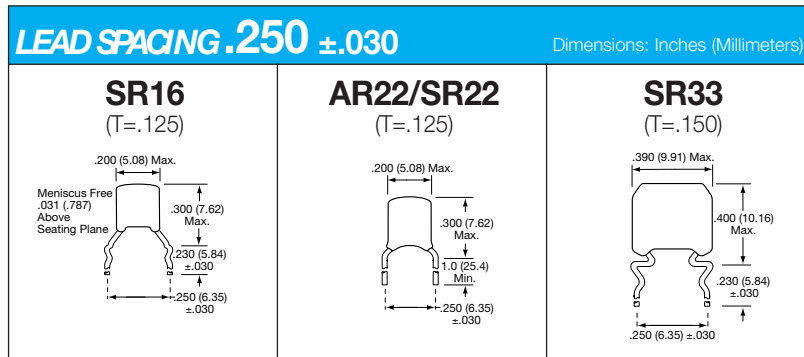 LEAD SPACING .250 ±.030
Dimensions: Inches (Millimeters)
SR16
(T=.125)
.200 (5.08) Max.
Meniscus Free
.031 (.787)
Above
Seating Plane
.300 (7.62)
Max.
.230 (5.84)
±.030
.250 (6.35)
±.030
AR22/SR22
(T=.125)
.200 (5.08) Max.
.300 (7.62)
Max.
1.0 (25.4)
Min.
.250 (6.35)
±.030
SR33
(T=.150)
.390 (9.91) Max.
.400 (10.16)
Max.
.230 (5.84)
±.030
.250 (6.35) ±.030